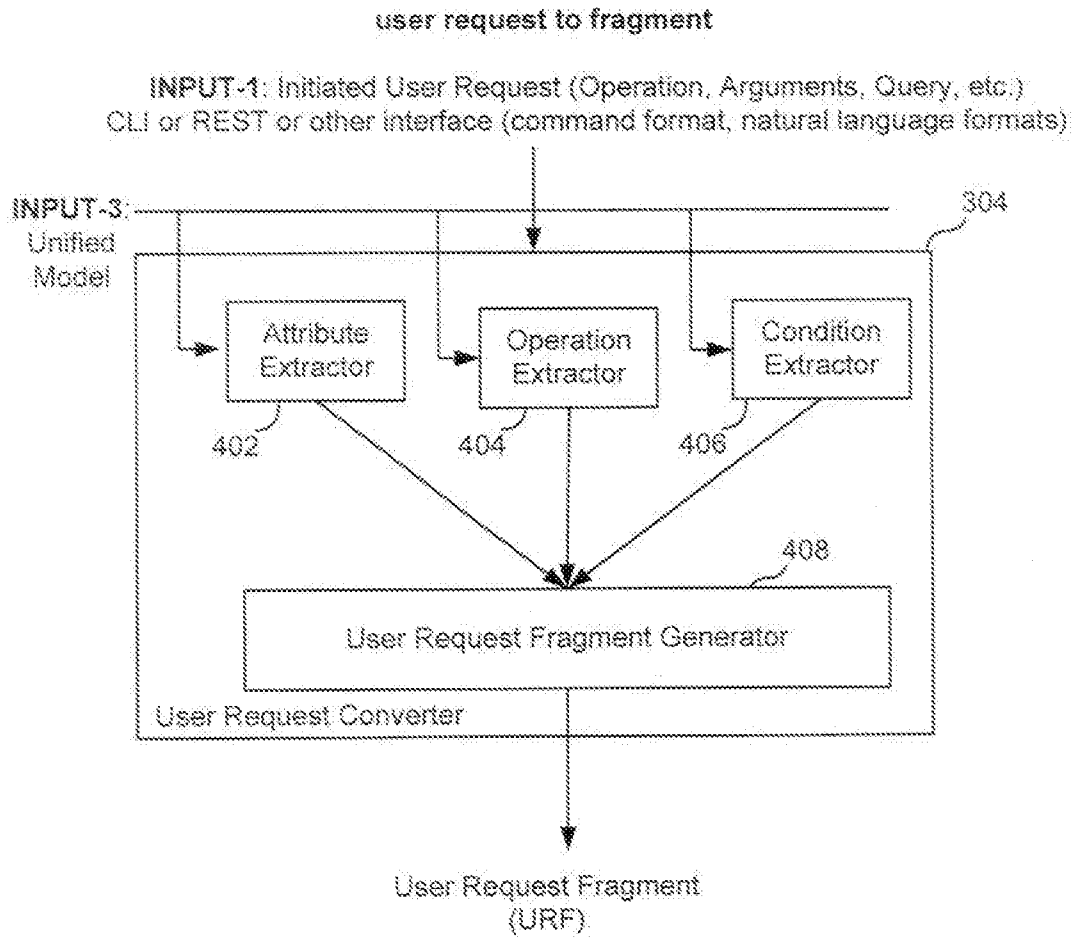 user request to fragment
INPUT-1: Initiated User Request (Operation, Arguments, Query, etc.)
CLI or REST or other interface (command format, natural language formats)
INPUT-3:
Unified
Model
304
Attribute
Extractor
Operation
Extractor
Condition
Extractor
402
404
406
408
User Request Fragment Generator
User Request Converter
User Request Fragment
(URF)